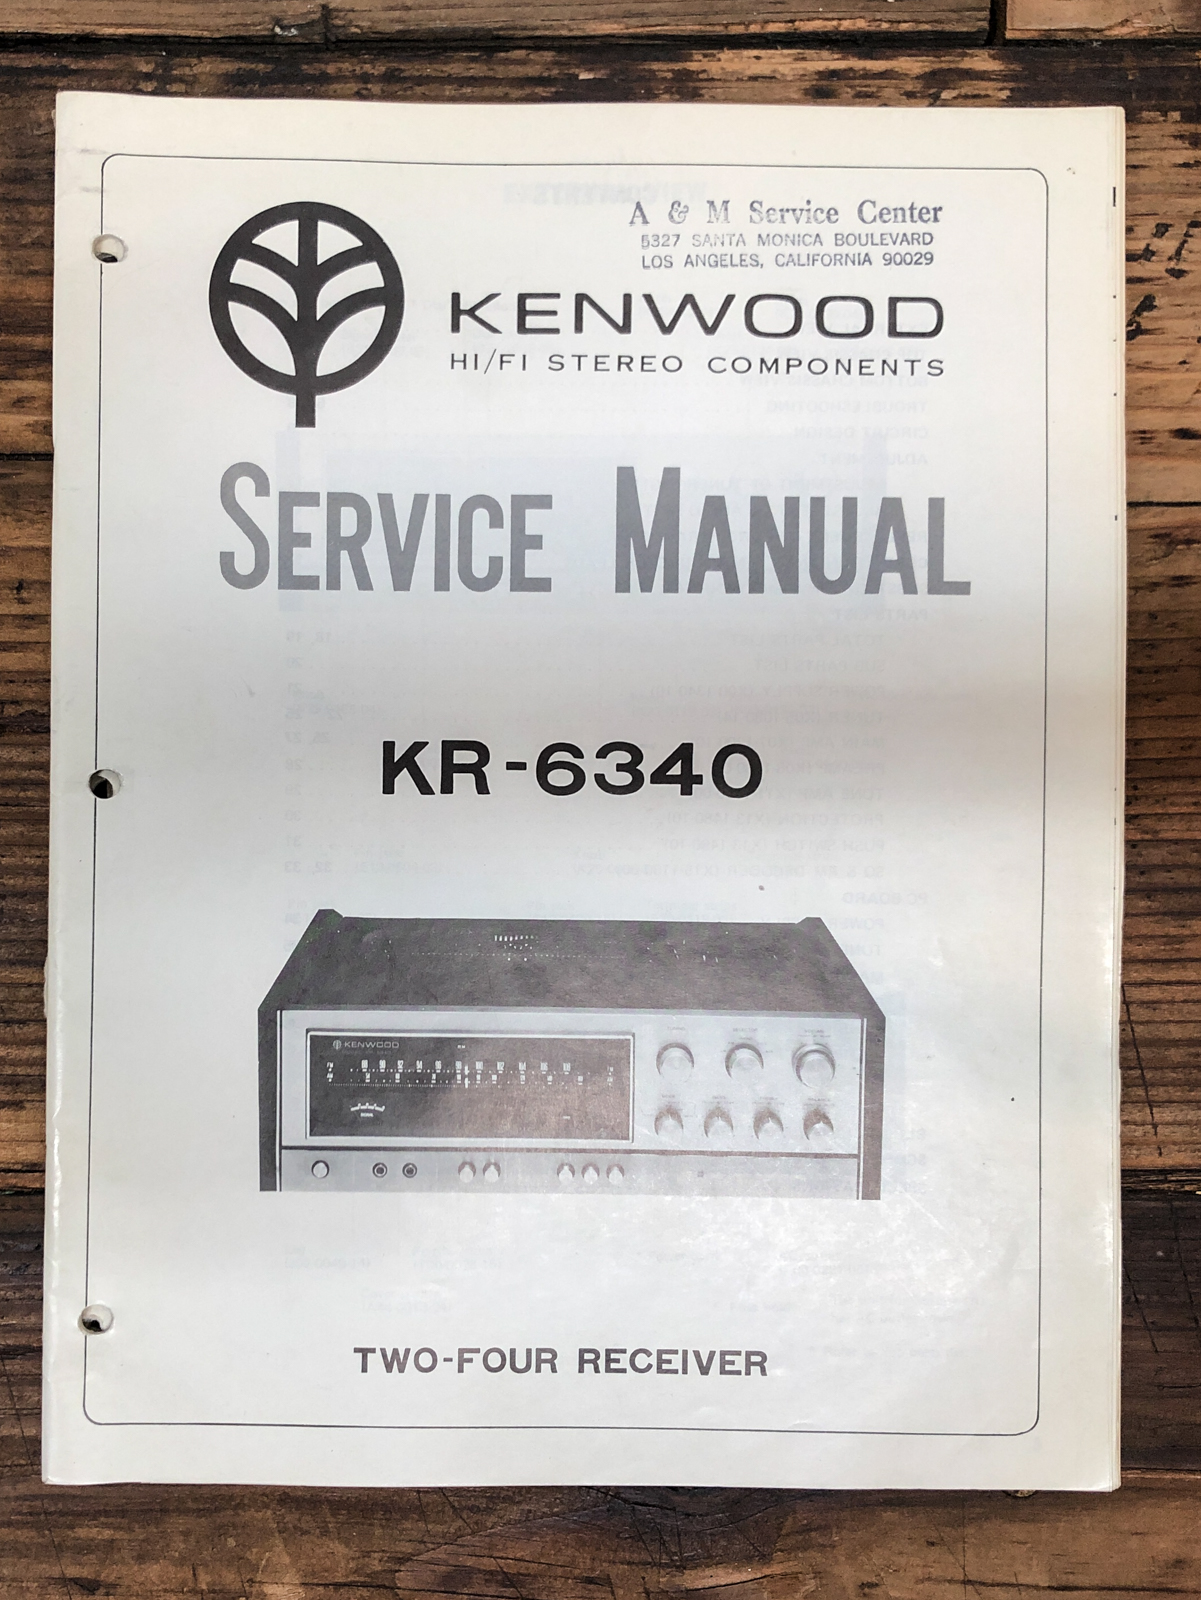 A & M Service Center
5327 SANTA MONICA BOULEVARD
LOS ANGELES, CALIFORNIA 90029
KENWOOD
HI/FI STEREO COMPONENTS
SERVICE MANUAL
KR-6340
KENWOOD
TWO-FOUR RECEIVER